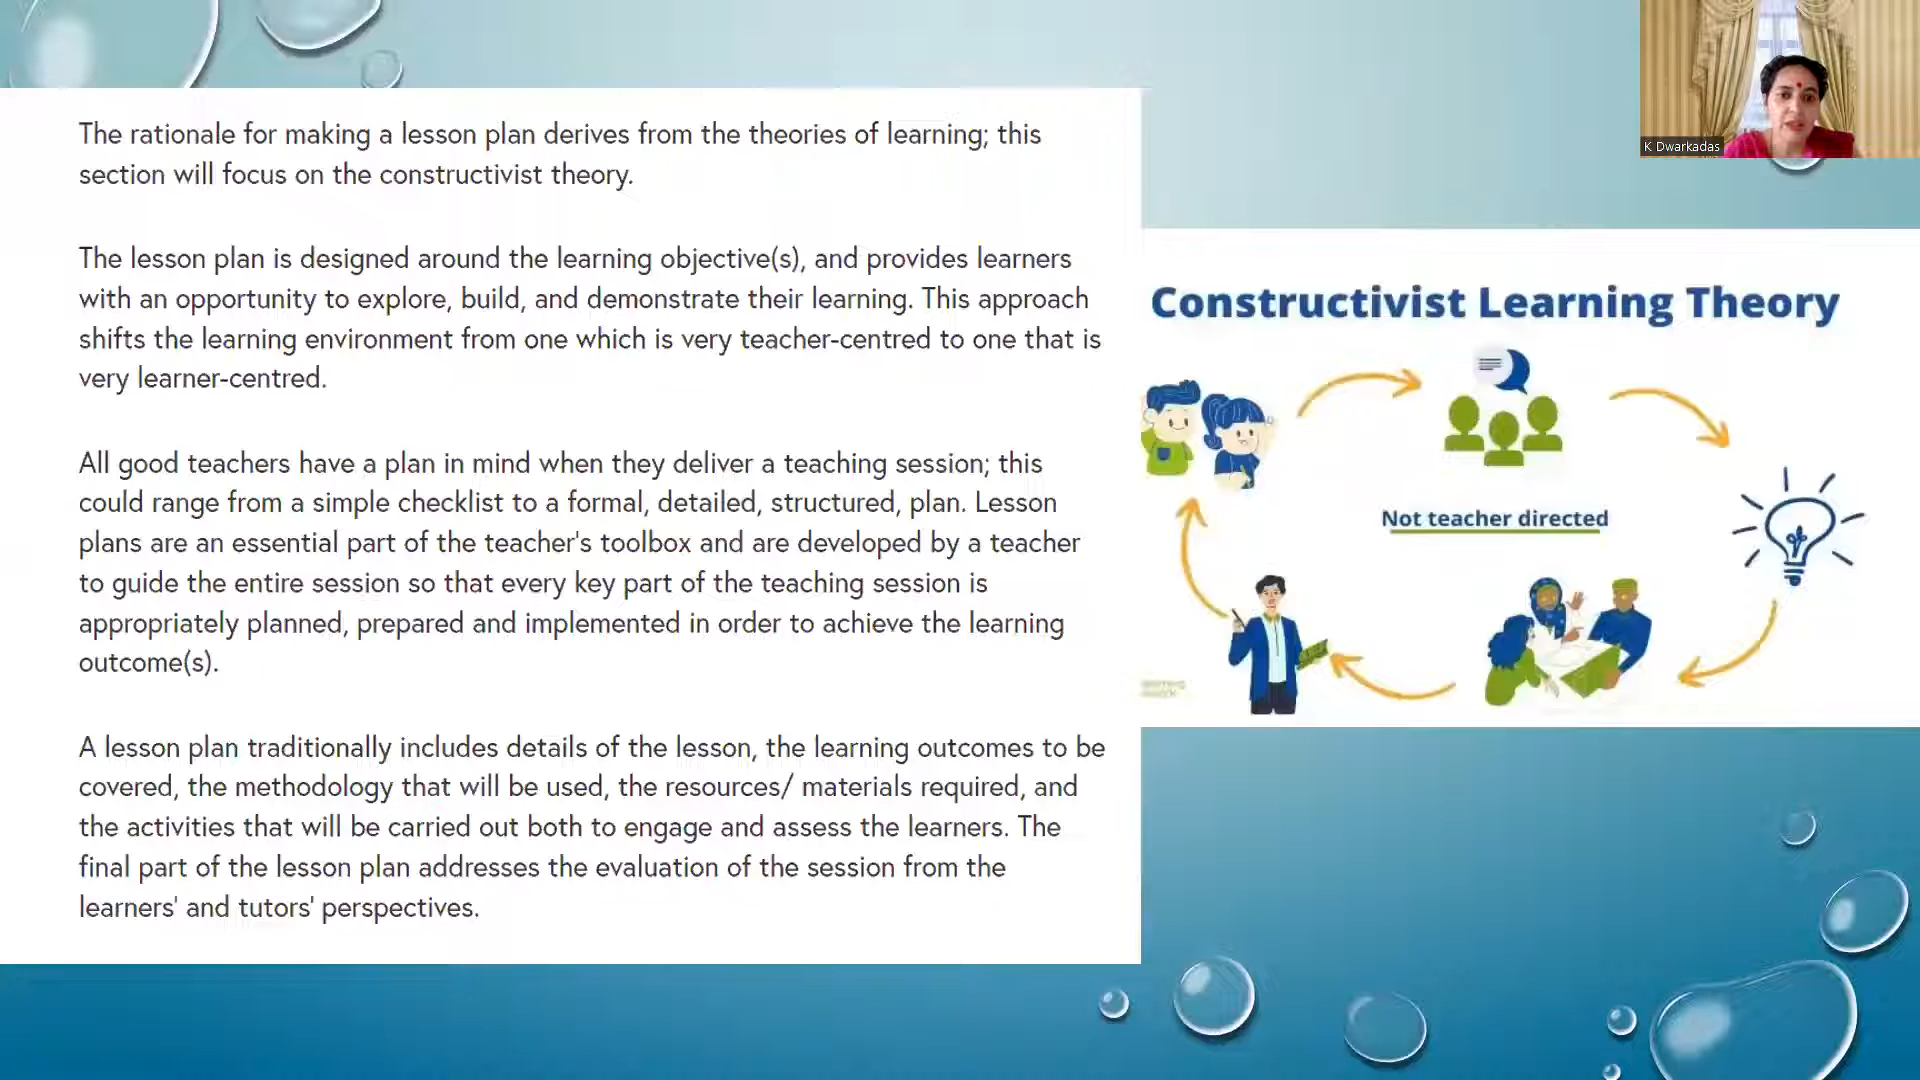 The rationale for making a lesson plan derives from the theories of learning; this
section will focus on the constructivist theory.
The lesson plan is designed around the learning objective(s), and provides learners
with an opportunity to explore, build, and demonstrate their learning. This approach
shifts the learning environment from one which is very teacher-centred to one that is
very learner-centred.
All good teachers have a plan in mind when they deliver a teaching session; this
could range from a simple checklist to a formal, detailed, structured, plan. Lesson
plans are an essential part of the teacher's toolbox and are developed by a teacher
to guide the entire session so that every key part of the teaching session is
appropriately planned, prepared and implemented in order to achieve the learning
outcome(s).
A lesson plan traditionally includes details of the lesson, the learning outcomes to be
covered, the methodology that will be used, the resources/ materials required, and
the activities that will be carried out both to engage and assess the learners. The
final part of the lesson plan addresses the evaluation of the session from the
learners' and tutors' perspectives.
K Dwarkadas
Constructivist Learning Theory
Not teacher directed